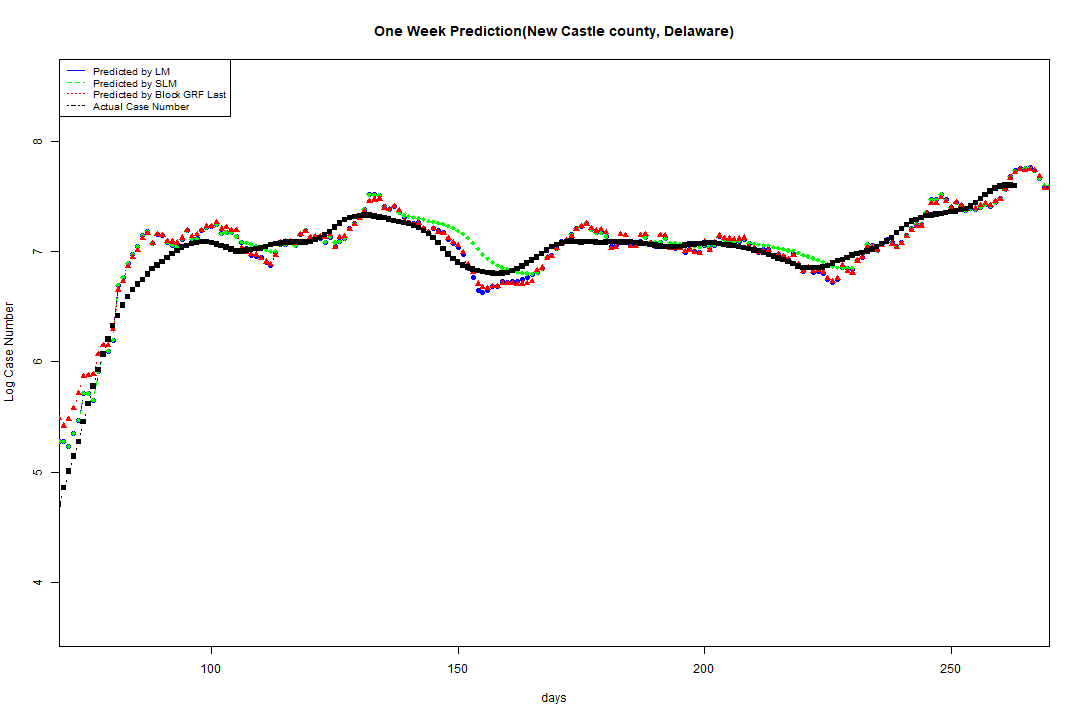 One Week Prediction(New Castle county, Delaware)
Predicted by LM
Predicted by SLM
Predicted by Block GRF Last
Actual Case Number
8
7
6
5
4
Log Case Number
100 150 200 250
days